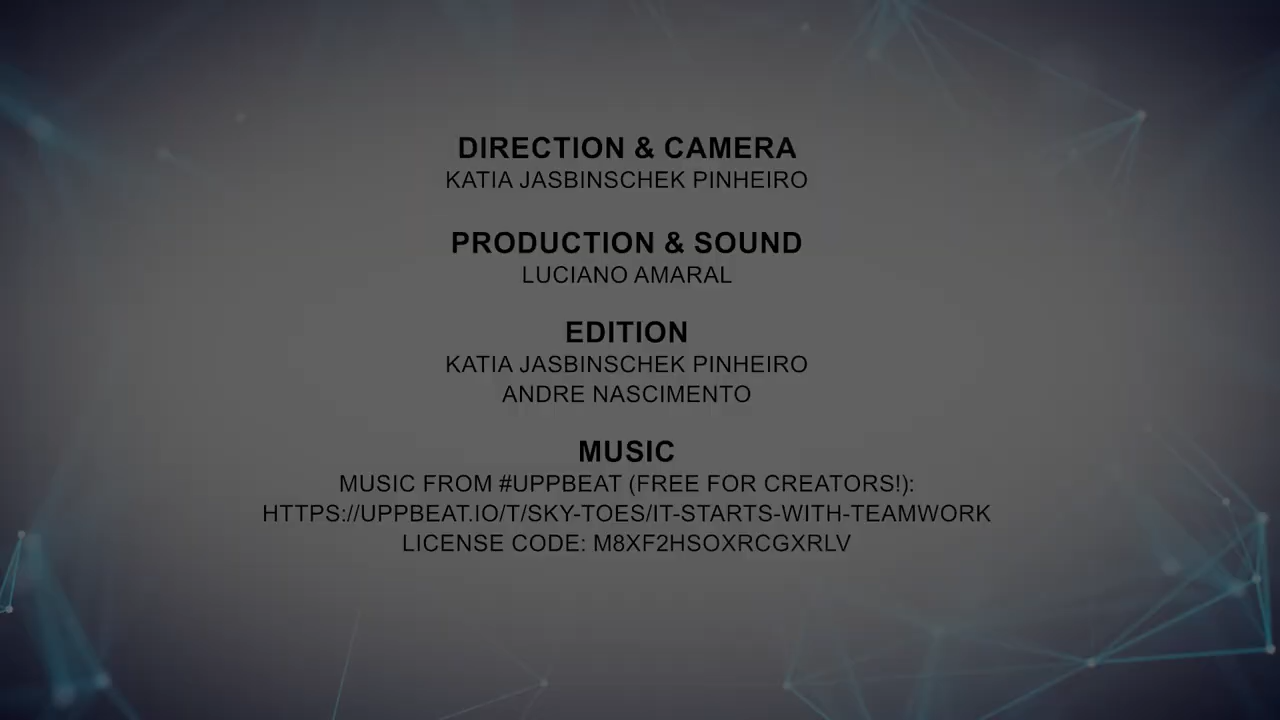 DIRECTION & CAMERA
KATIA JASBINSCHEK PINHEIRO
PRODUCTION & SOUND
LUCIANO AMARAL
EDITION
KATIA JASBINSCHEK PINHEIRO
ANDRE NASCIMENTO
MUSIC
MUSIC FROM #UPPBEAT (FREE FOR CREATORS!):
HTTPS://UPPBEAT.IO/T/SKY-TOES/IT-STARTS-WITH-TEAMWORK
LICENSE CODE: M8XF2HSOXRCGXRLV